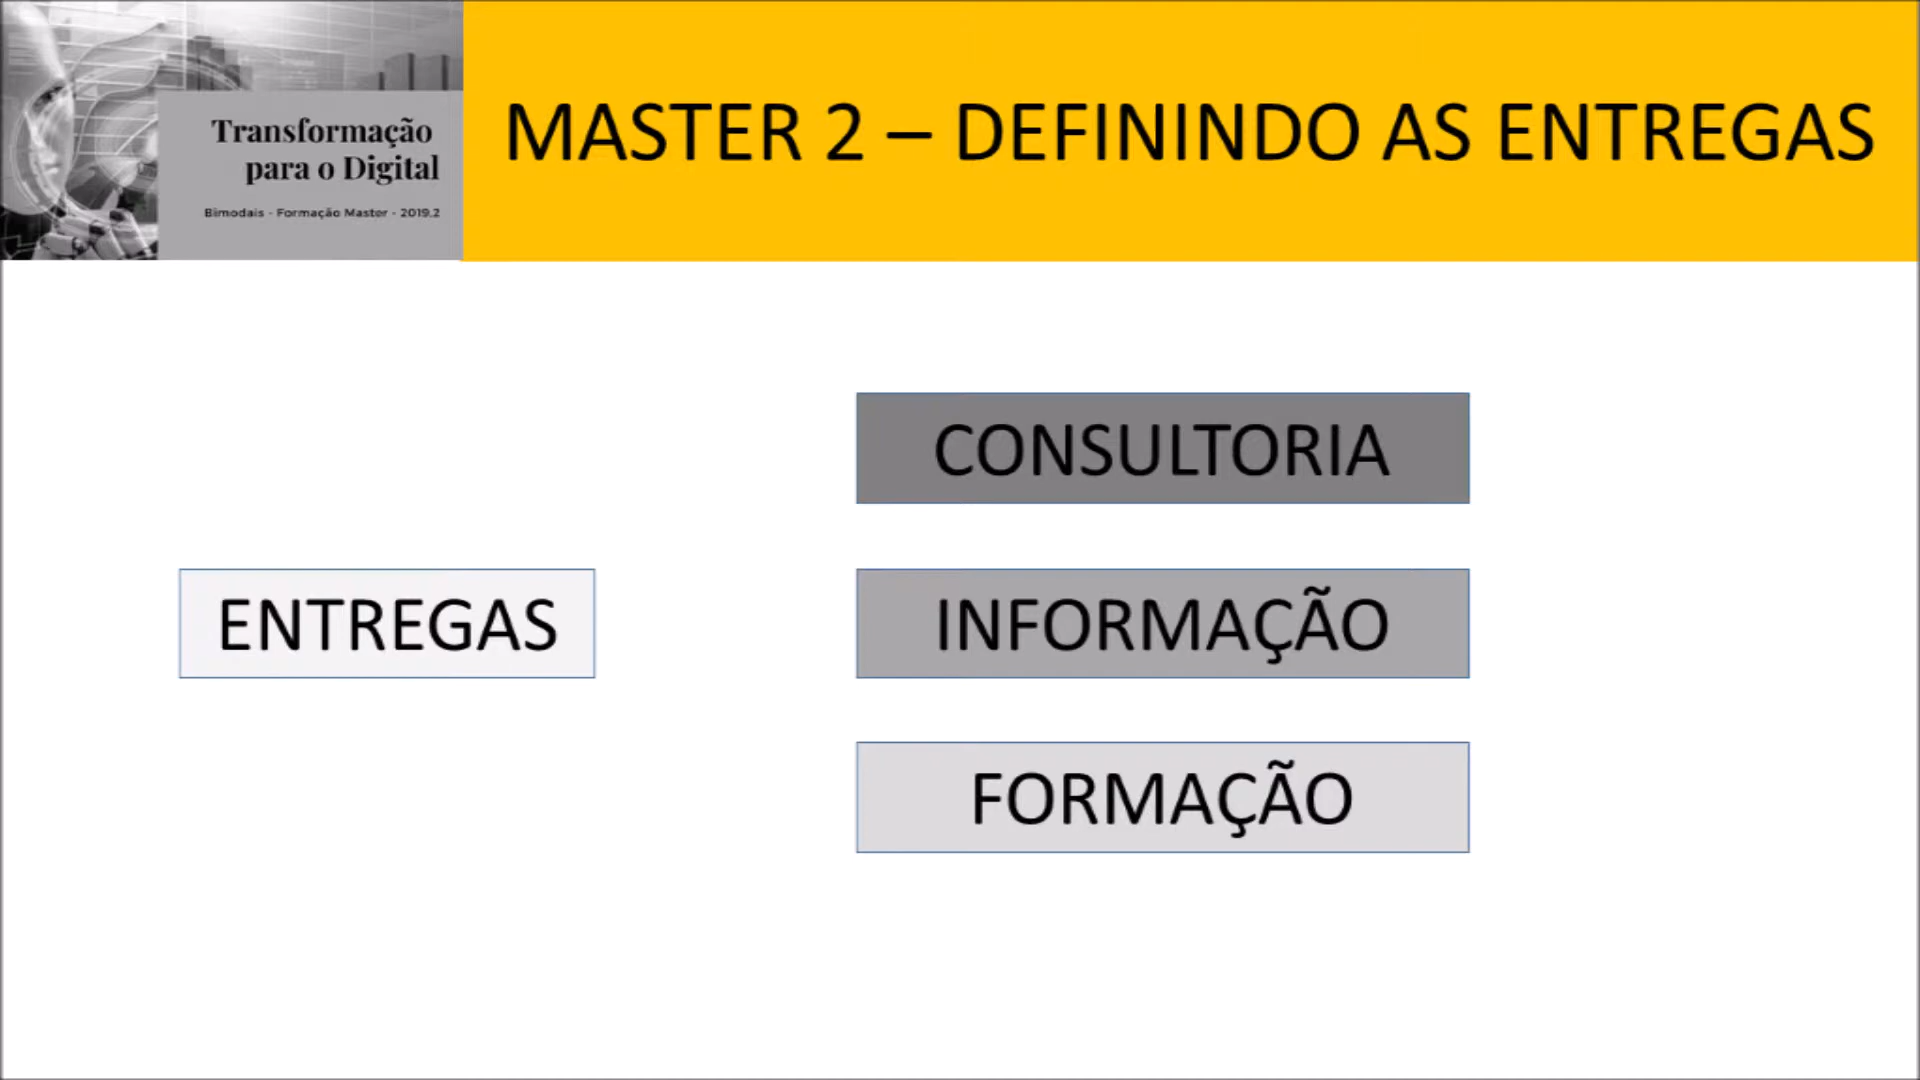 Transformação
para o Digital
Bimodais - Formação Master - 2019.2
MASTER 2 – DEFININDO AS ENTREGAS
CONSULTORIA
ENTREGAS
INFORMAÇÃO
FORMAÇÃO